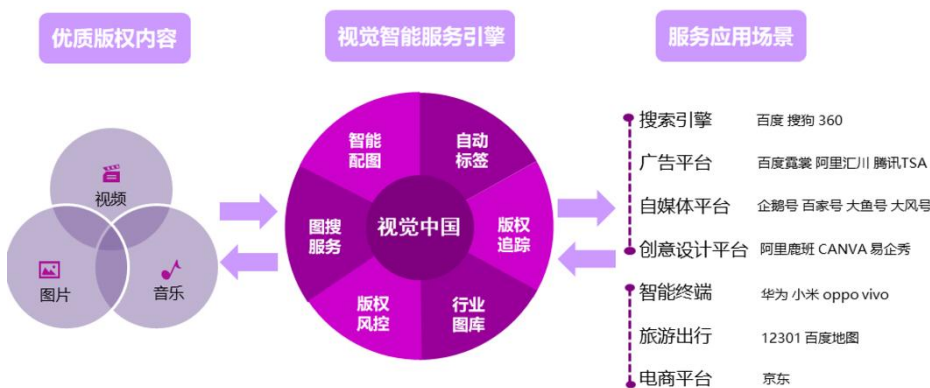 优质版权内容
视觉智能服务引擎
服务应用场景
视频
图片
音乐
智能
配图
自动
标签
图搜
服务
视觉中国
版权
追踪
版权
风控
行业
图库
搜索引擎 百度 搜狗 360
广告平台 百度霓裳 阿里汇川 腾讯TSA
自媒体平台 企鹅号 百家号 大鱼号 大风号
创意设计平台 阿里鹿班 CANVA 易企秀
智能终端 华为 小米 oppo vivo
旅游出行 12301 百度地图
电商平台 京东